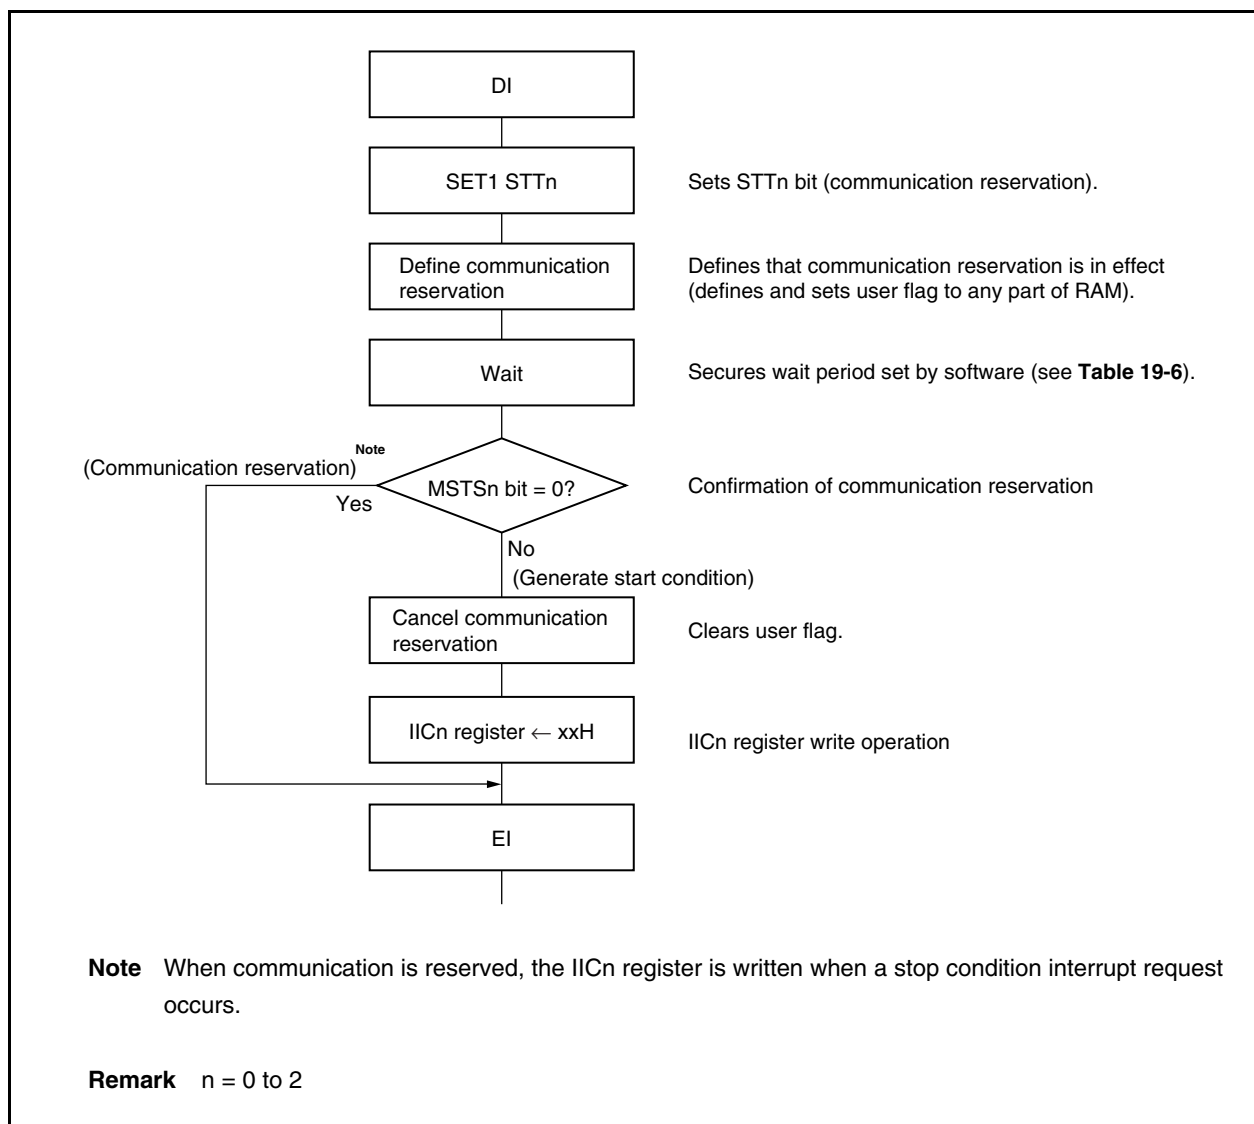 DI
SET1 STTn
Sets STTn bit (communication reservation).
Define communication
reservation
Defines that communication reservation is in effect
(defines and sets user flag to any part of RAM).
Wait
Secures wait period set by software (see Table 19-6).
(Communication reservation)Note
MSTSn bit = 0?
Confirmation of communication reservation
Yes
No
(Generate start condition)
Cancel communication
reservation
Clears user flag.
IICn register ← xxH
IICn register write operation
EI
Note When communication is reserved, the IICn register is written when a stop condition interrupt request
occurs.
Remark n = 0 to 2